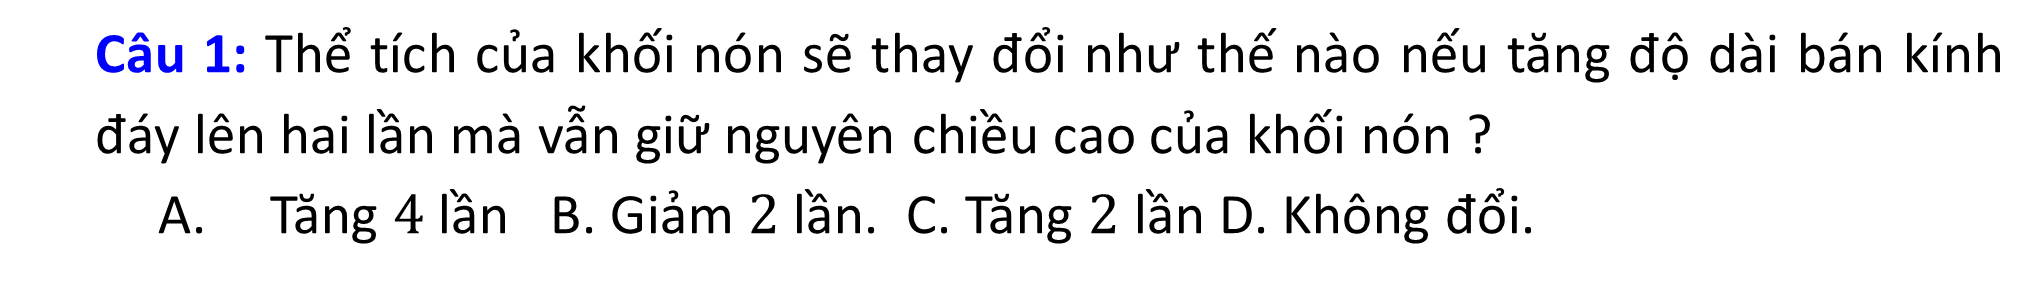 Câu 1: Thể tích của khối nón sẽ thay đổi như thế nào nếu tăng độ dài bán kính
đáy lên hai lần mà vẫn giữ nguyên chiều cao của khối nón ?
A. Tăng 4 lần B. Giảm 2 lần. C. Tăng 2 lần D. Không đổi.